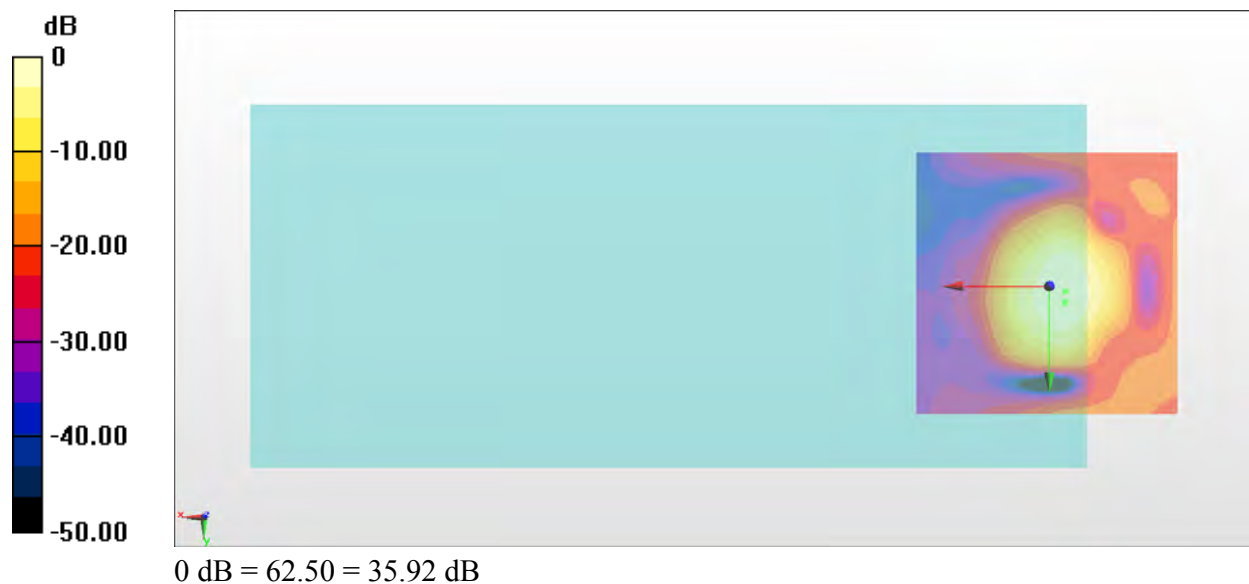 dB
0
-10.00
-20.00
-30.00
-40.00
-50.00
x
z
y
0 dB = 62.50 = 35.92 dB